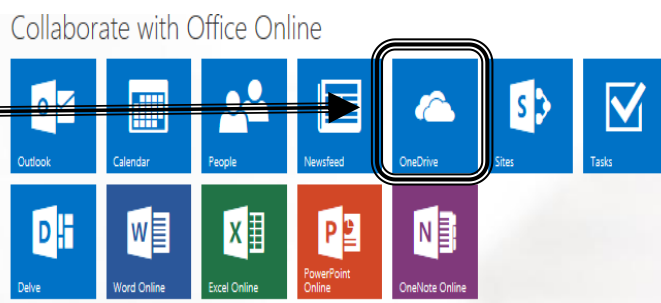 Collaborate with Office Online
Outlook
Calendar
People
Newsfeed
OneDrive
Sites
Tasks
Delve
Word Online
Excel Online
PowerPoint
Online
OneNote Online